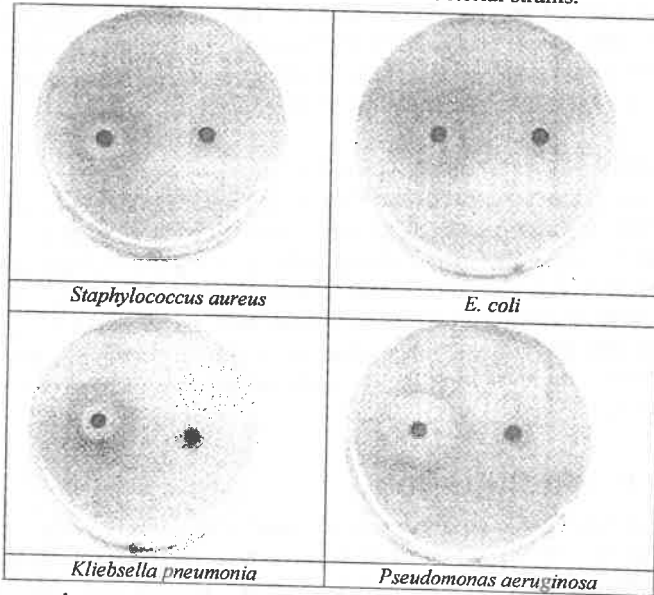 Staphylococcus aureus
E. coli
Kliebsella pneumonia
Pseudomonas aeruginosa